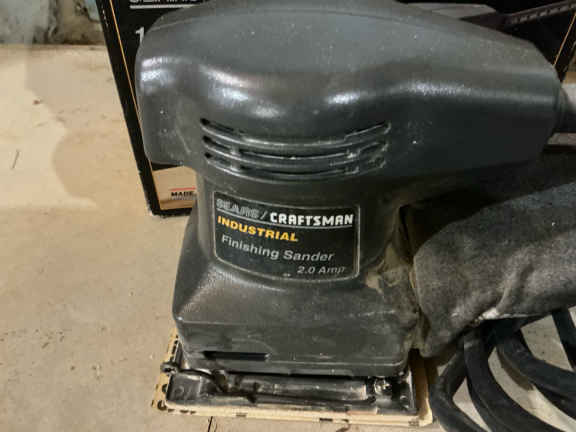 SEARS / CRAFTSMAN
INDUSTRIAL
Finishing Sander
2.0 Amp
MADE